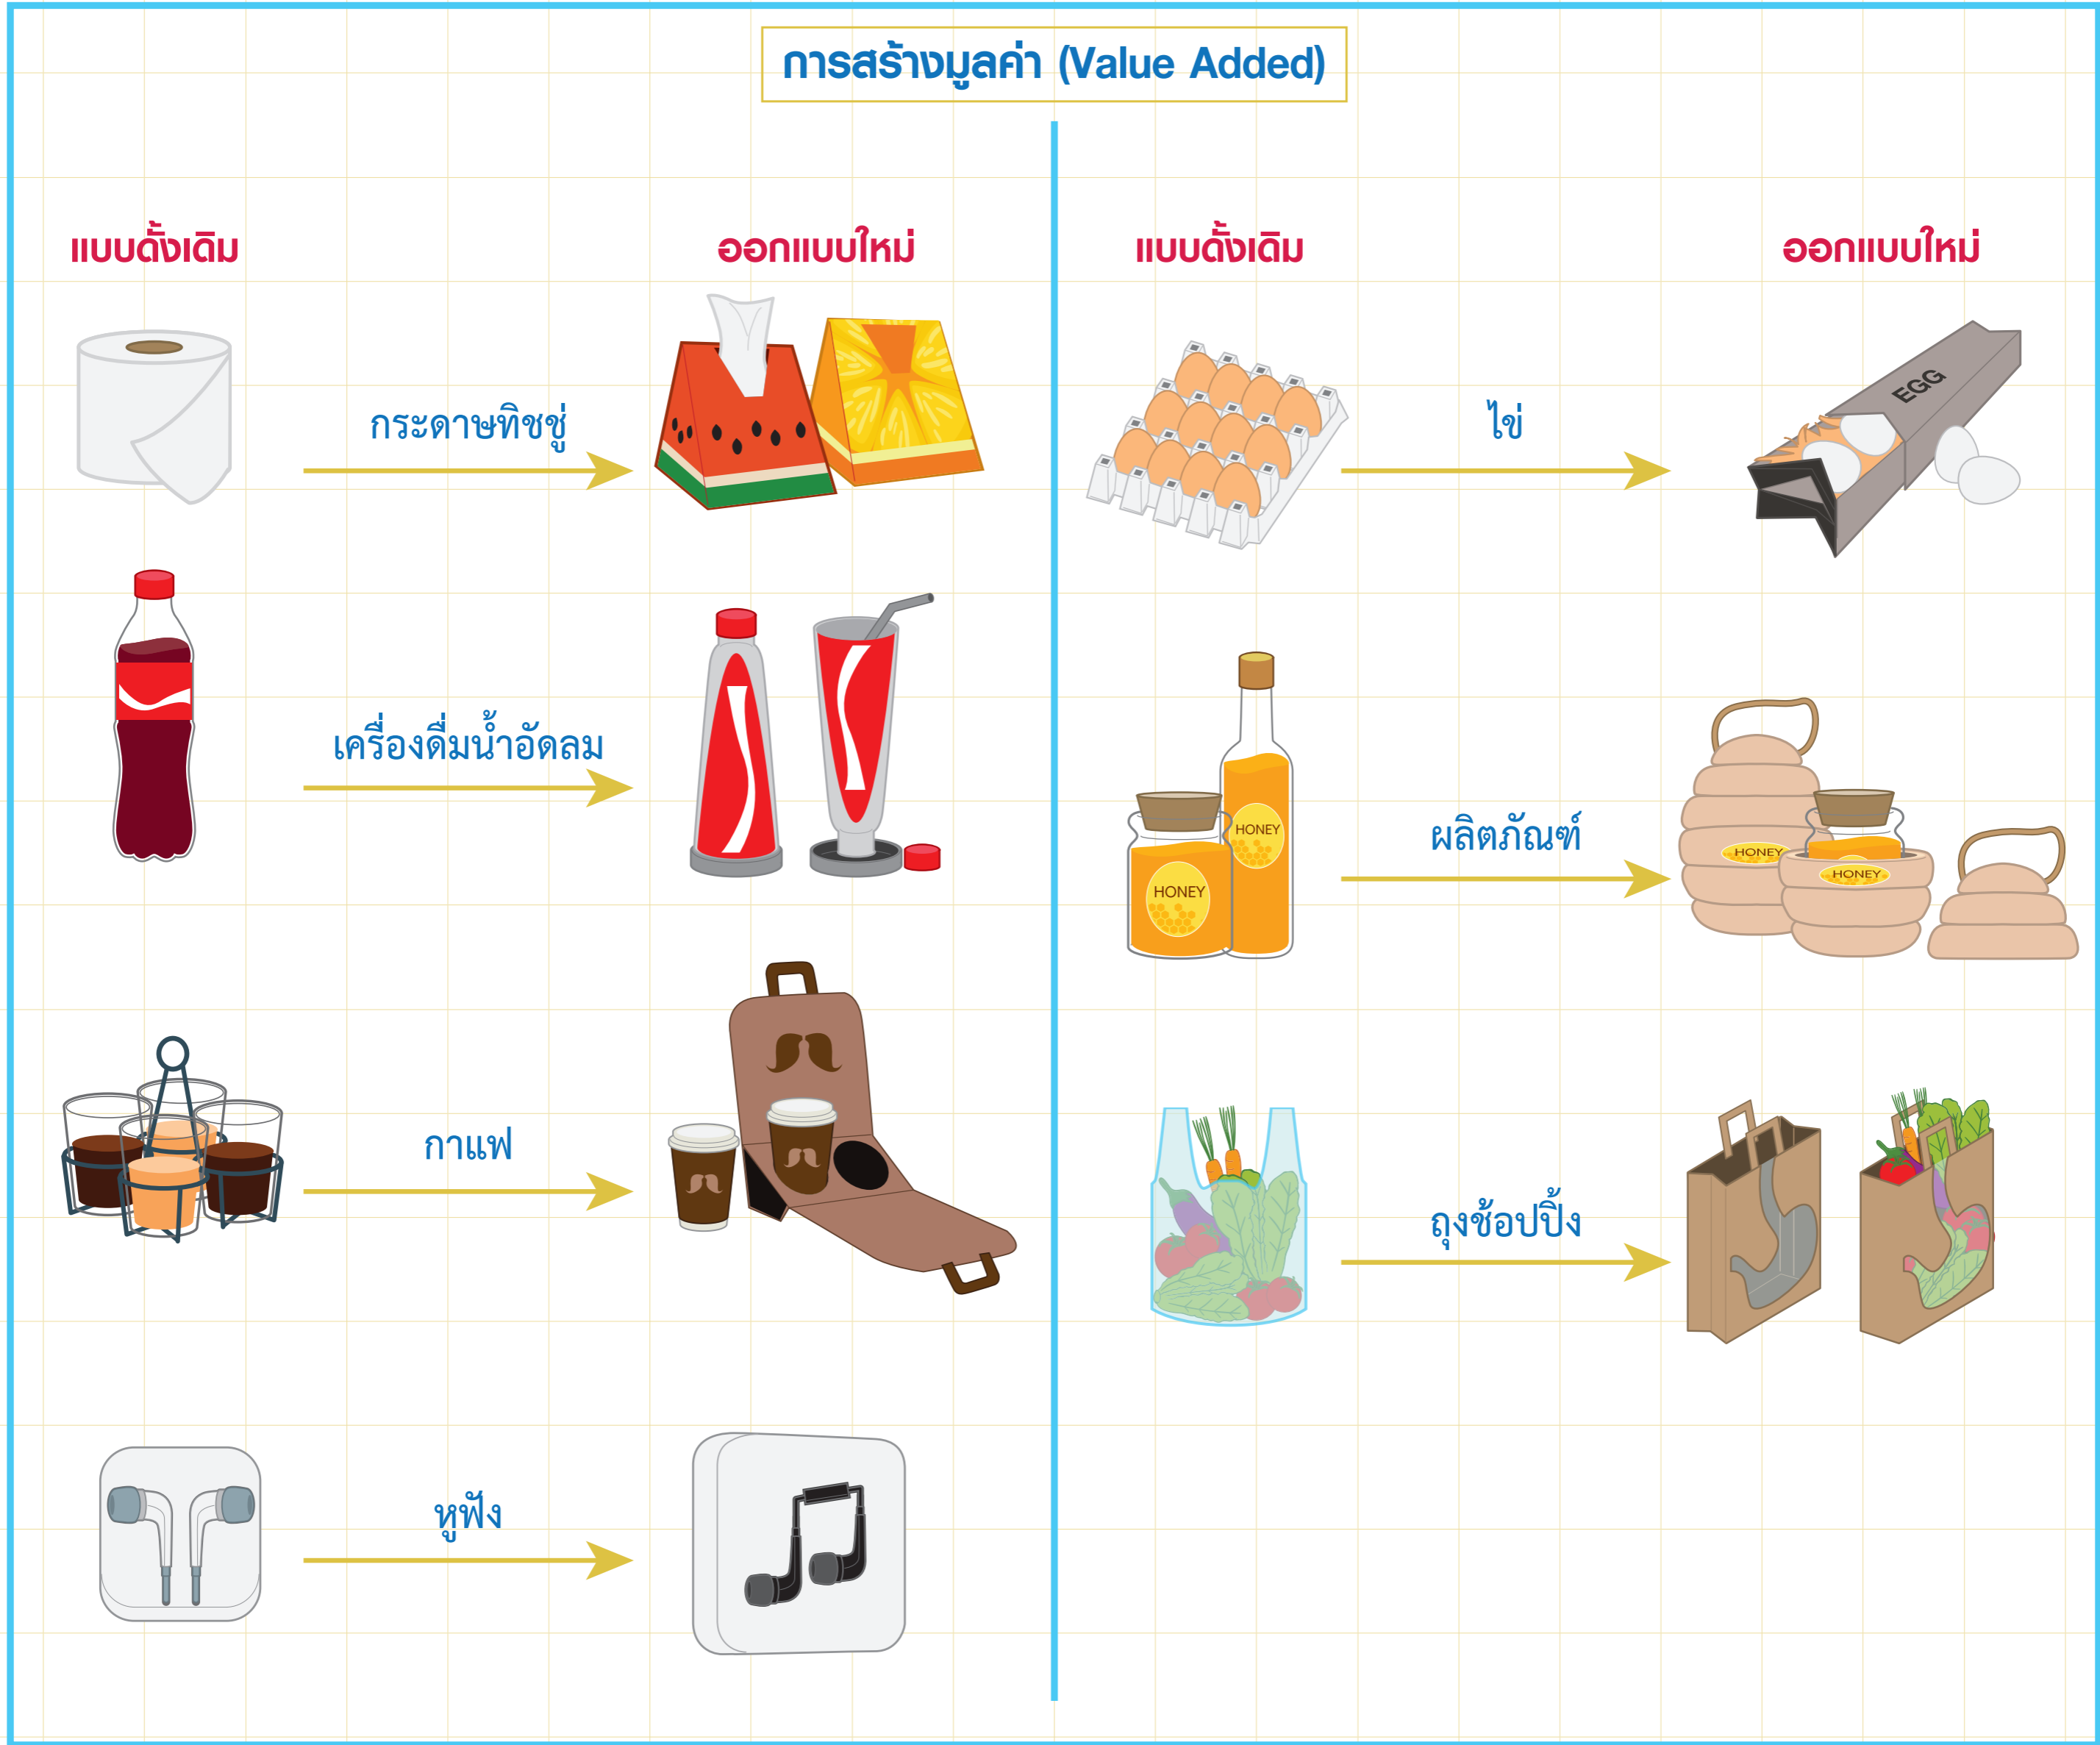 การสร้างมูลค่า (Value Added)
แบบดั้งเดิม
ออกแบบใหม่
กระดาษทิชชู่
เครื่องดื่มน้ำอัดลม
กาแฟ
หูฟัง
แบบดั้งเดิม
ออกแบบใหม่
ไข่
EGG
HONEY
HONEY
ผลิตภัณฑ์
HONEY
HONEY
ถุงช้อปปิ้ง